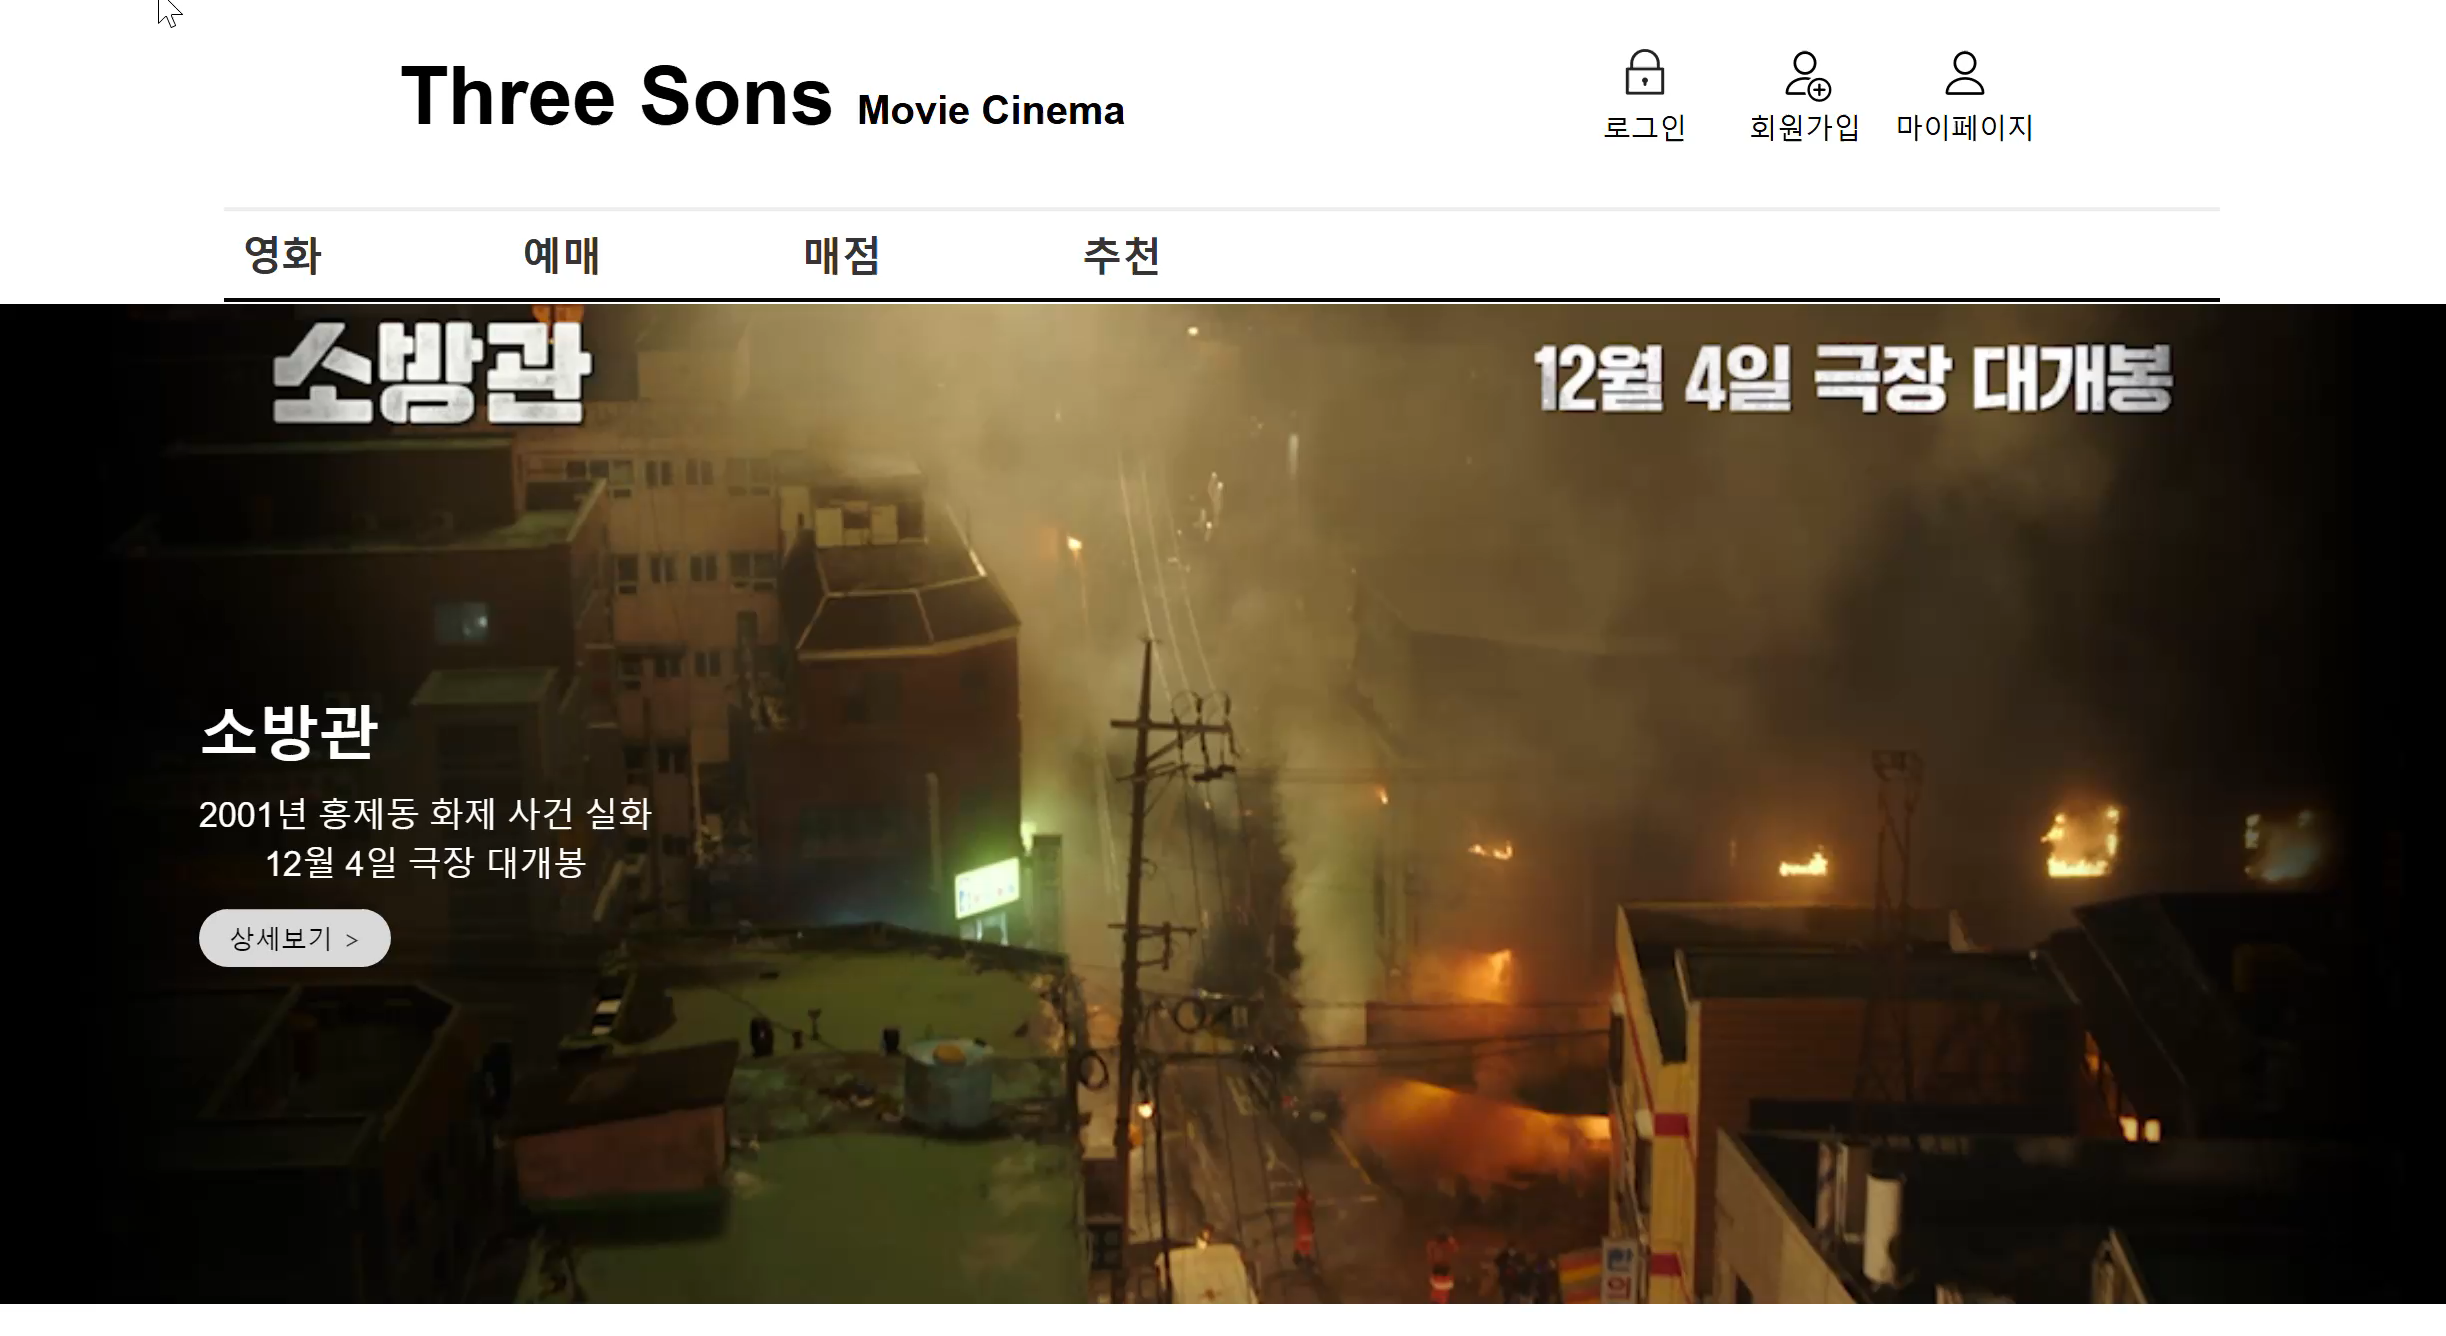 Three Sons Movie Cinema
로그인 회원가입 마이페이지
영화 예매 매점 추천
소방관
12월 4일 극장 대개봉
소방관
2001년 홍제동 화제 사건 실화
12월 4일 극장 대개봉
상세보기 >